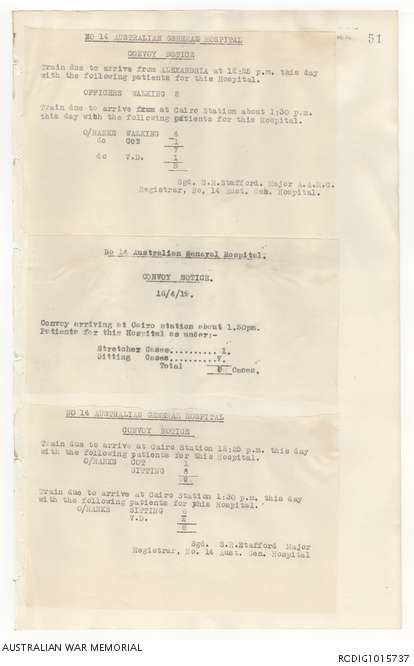 51
NO 14 AUSTRALIAN GENERAL HOSPITAL
CONVOY NOTICE
Train due to arrive from ALEXANDRIA at 12:25 p.m. this day
with the following patients for this Hospital.
OFFICERS WALKING 2
Train due to arrive from at Cairo Station about 1:30 p.m.
this day with the following patients for this Hospital.
O/RANKS WALKING 6
do COT 1
7
do V.D. 1
8
Sgd. S.R.Stafford. Major A.A.M.C.
Registrar, No, 14 Aust. Gen. Hospital.
No 14 Australian General Hospital.
CONVOY NOTICE.
Convoy arriving at Cairo station about 1.30pm.
Patients for this Hospital as under:-
Stretcher Cases.......... 1.
Sitting Cases........ 7.
Total 8 Cases.
NO 14 AUSTRALIAN GENERAL HOSPITAL
CONVOY NOTICE
Train due to arrive at Cairo Station 12:25 p.m. this day
with the following patients for this Hospital.
O/RANKS COT 1
SITTING
Train due to arrive at Cairo Station 1:30 p.m. this day
with the following patients for this Hospital.
O/RANKS SITTING
V.D.
Sgd. S.R.Stafford Major
Registrar, No. 14 Aust. Gen. Hospital
AUSTRALIAN WAR MEMORIAL
RCDIG1015737